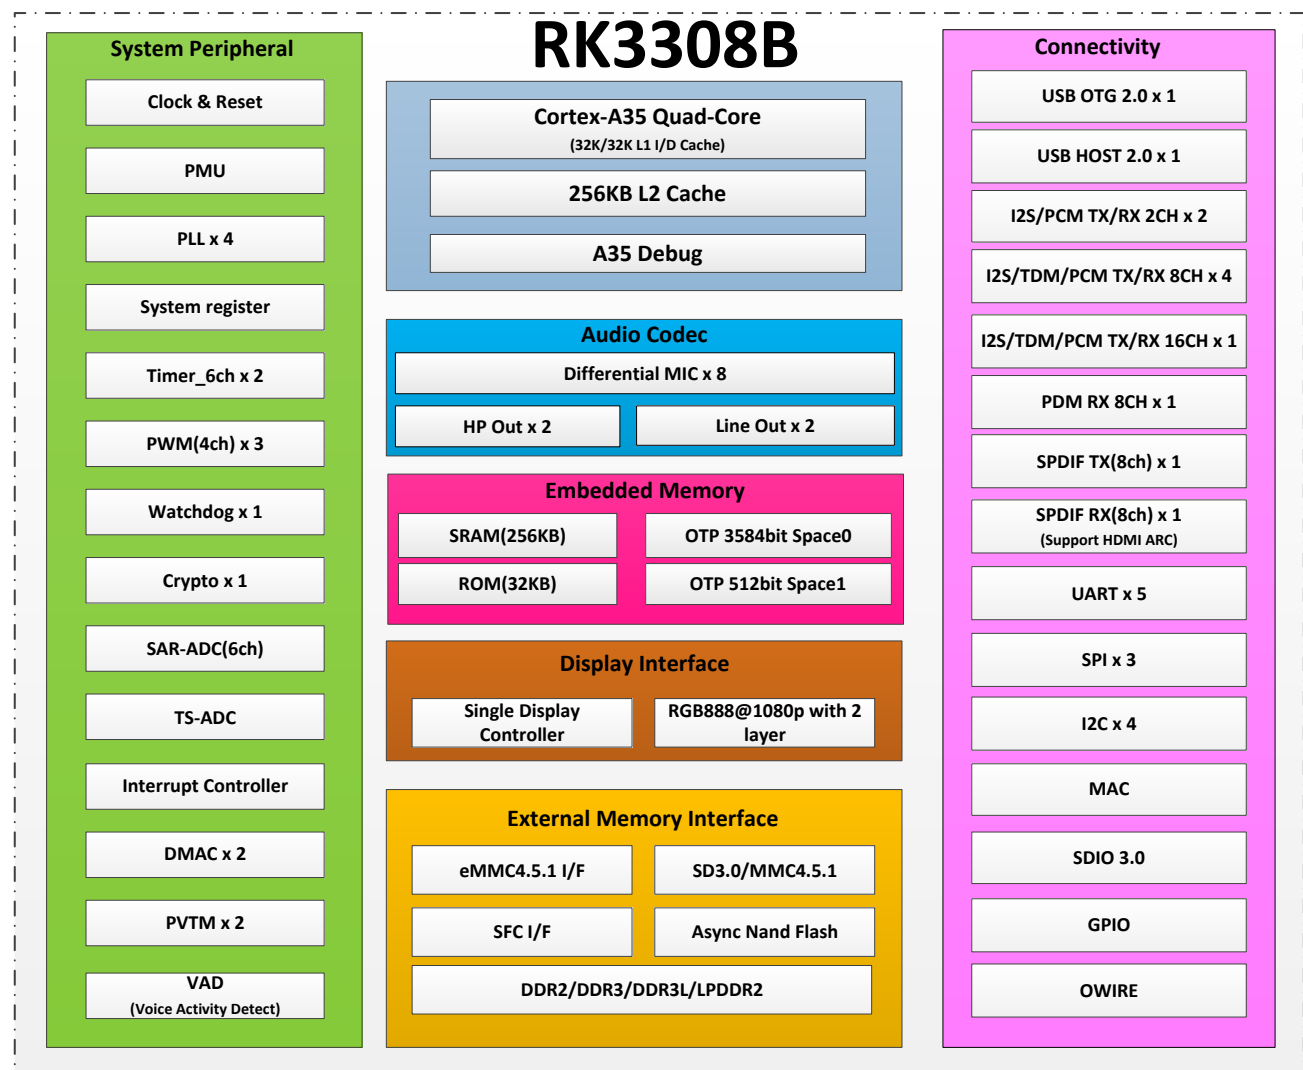 RK3308B
System Peripheral
Clock & Reset
PMU
PLL x 4
System register
Timer_6ch x 2
PWM(4ch) x 3
Watchdog x 1
Crypto x 1
SAR-ADC(6ch)
TS-ADC
Interrupt Controller
DMAC x 2
PVTM x 2
VAD
(Voice Activity Detect)
Cortex-A35 Quad-Core
(32K/32K L1 I/D Cache)
256KB L2 Cache
A35 Debug
Audio Codec
Differential MIC x 8
HP Out x 2
Line Out x 2
Embedded Memory
SRAM(256KB)
OTP 3584bit Space0
ROM(32KB)
OTP 512bit Space1
Display Interface
Single Display
Controller
RGB888@1080p with 2
layer
External Memory Interface
eMMC4.5.1 I/F
SD3.0/MMC4.5.1
SFC I/F
Async Nand Flash
DDR2/DDR3/DDR3L/LPDDR2
Connectivity
USB OTG 2.0 x 1
USB HOST 2.0 x 1
I2S/PCM TX/RX 2CH x 2
I2S/TDM/PCM TX/RX 8CH x 4
I2S/TDM/PCM TX/RX 16CH x 1
PDM RX 8CH x 1
SPDIF TX(8ch) x 1
SPDIF RX(8ch) x 1
(Support HDMI ARC)
UART x 5
SPI x 3
I2C x 4
MAC
SDIO 3.0
GPIO
OWIRE